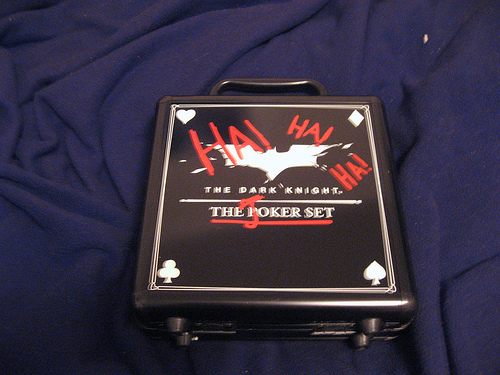 HA! HA! HA!
THE DARK KNIGHT
THE JOKER SET